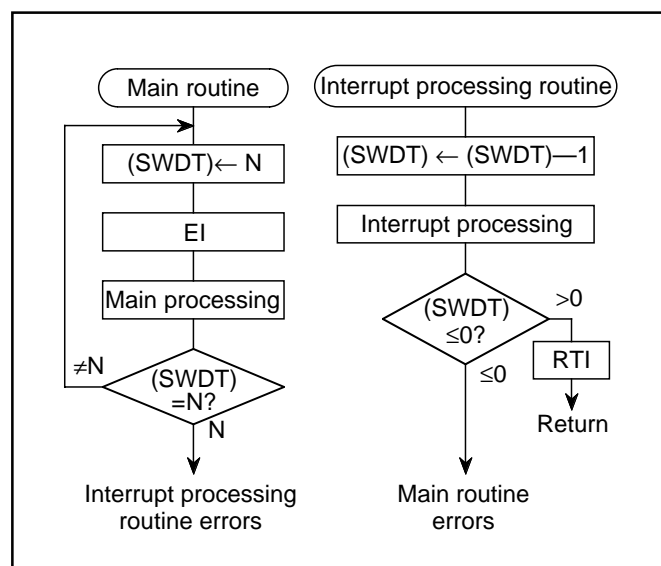 Main routine
(SWDT)← N
EI
Main processing
≠N
(SWDT)
=N?
N
Interrupt processing
routine errors
Interrupt processing routine
(SWDT) ← (SWDT)—1
Interrupt processing
(SWDT)
≤0?
>0
RTI
Return
≤0
Main routine
errors